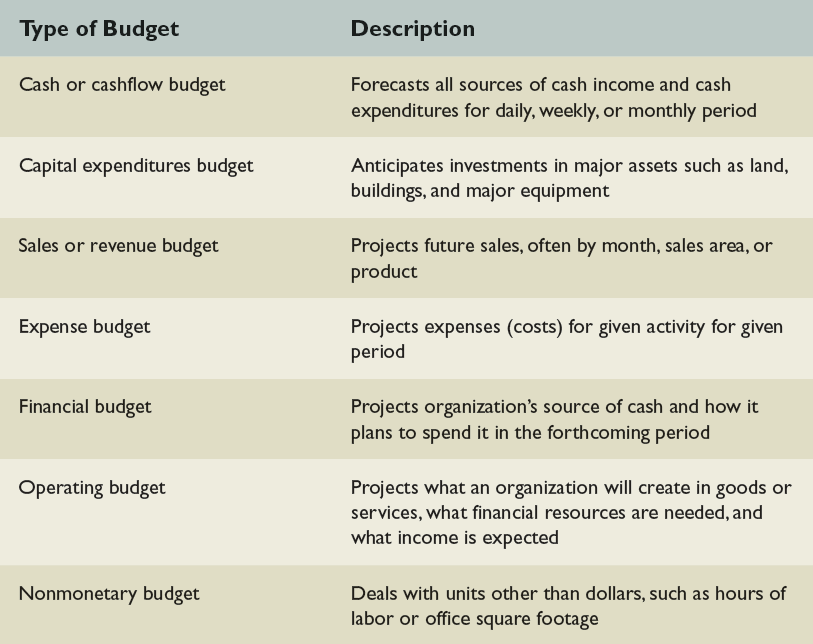 Type of Budget Description
Cash or cashflow budget Forecasts all sources of cash income and cash
expenditures for daily, weekly, or monthly period
Capital expenditures budget Anticipates investments in major assets such as land,
buildings, and major equipment
Sales or revenue budget Projects future sales, often by month, sales area, or
product
Expense budget Projects expenses (costs) for given activity for given
period
Financial budget Projects organization’s source of cash and how it
plans to spend it in the forthcoming period
Operating budget Projects what an organization will create in goods or
services, what financial resources are needed, and
what income is expected
Nonmonetary budget Deals with units other than dollars, such as hours of
labor or office square footage